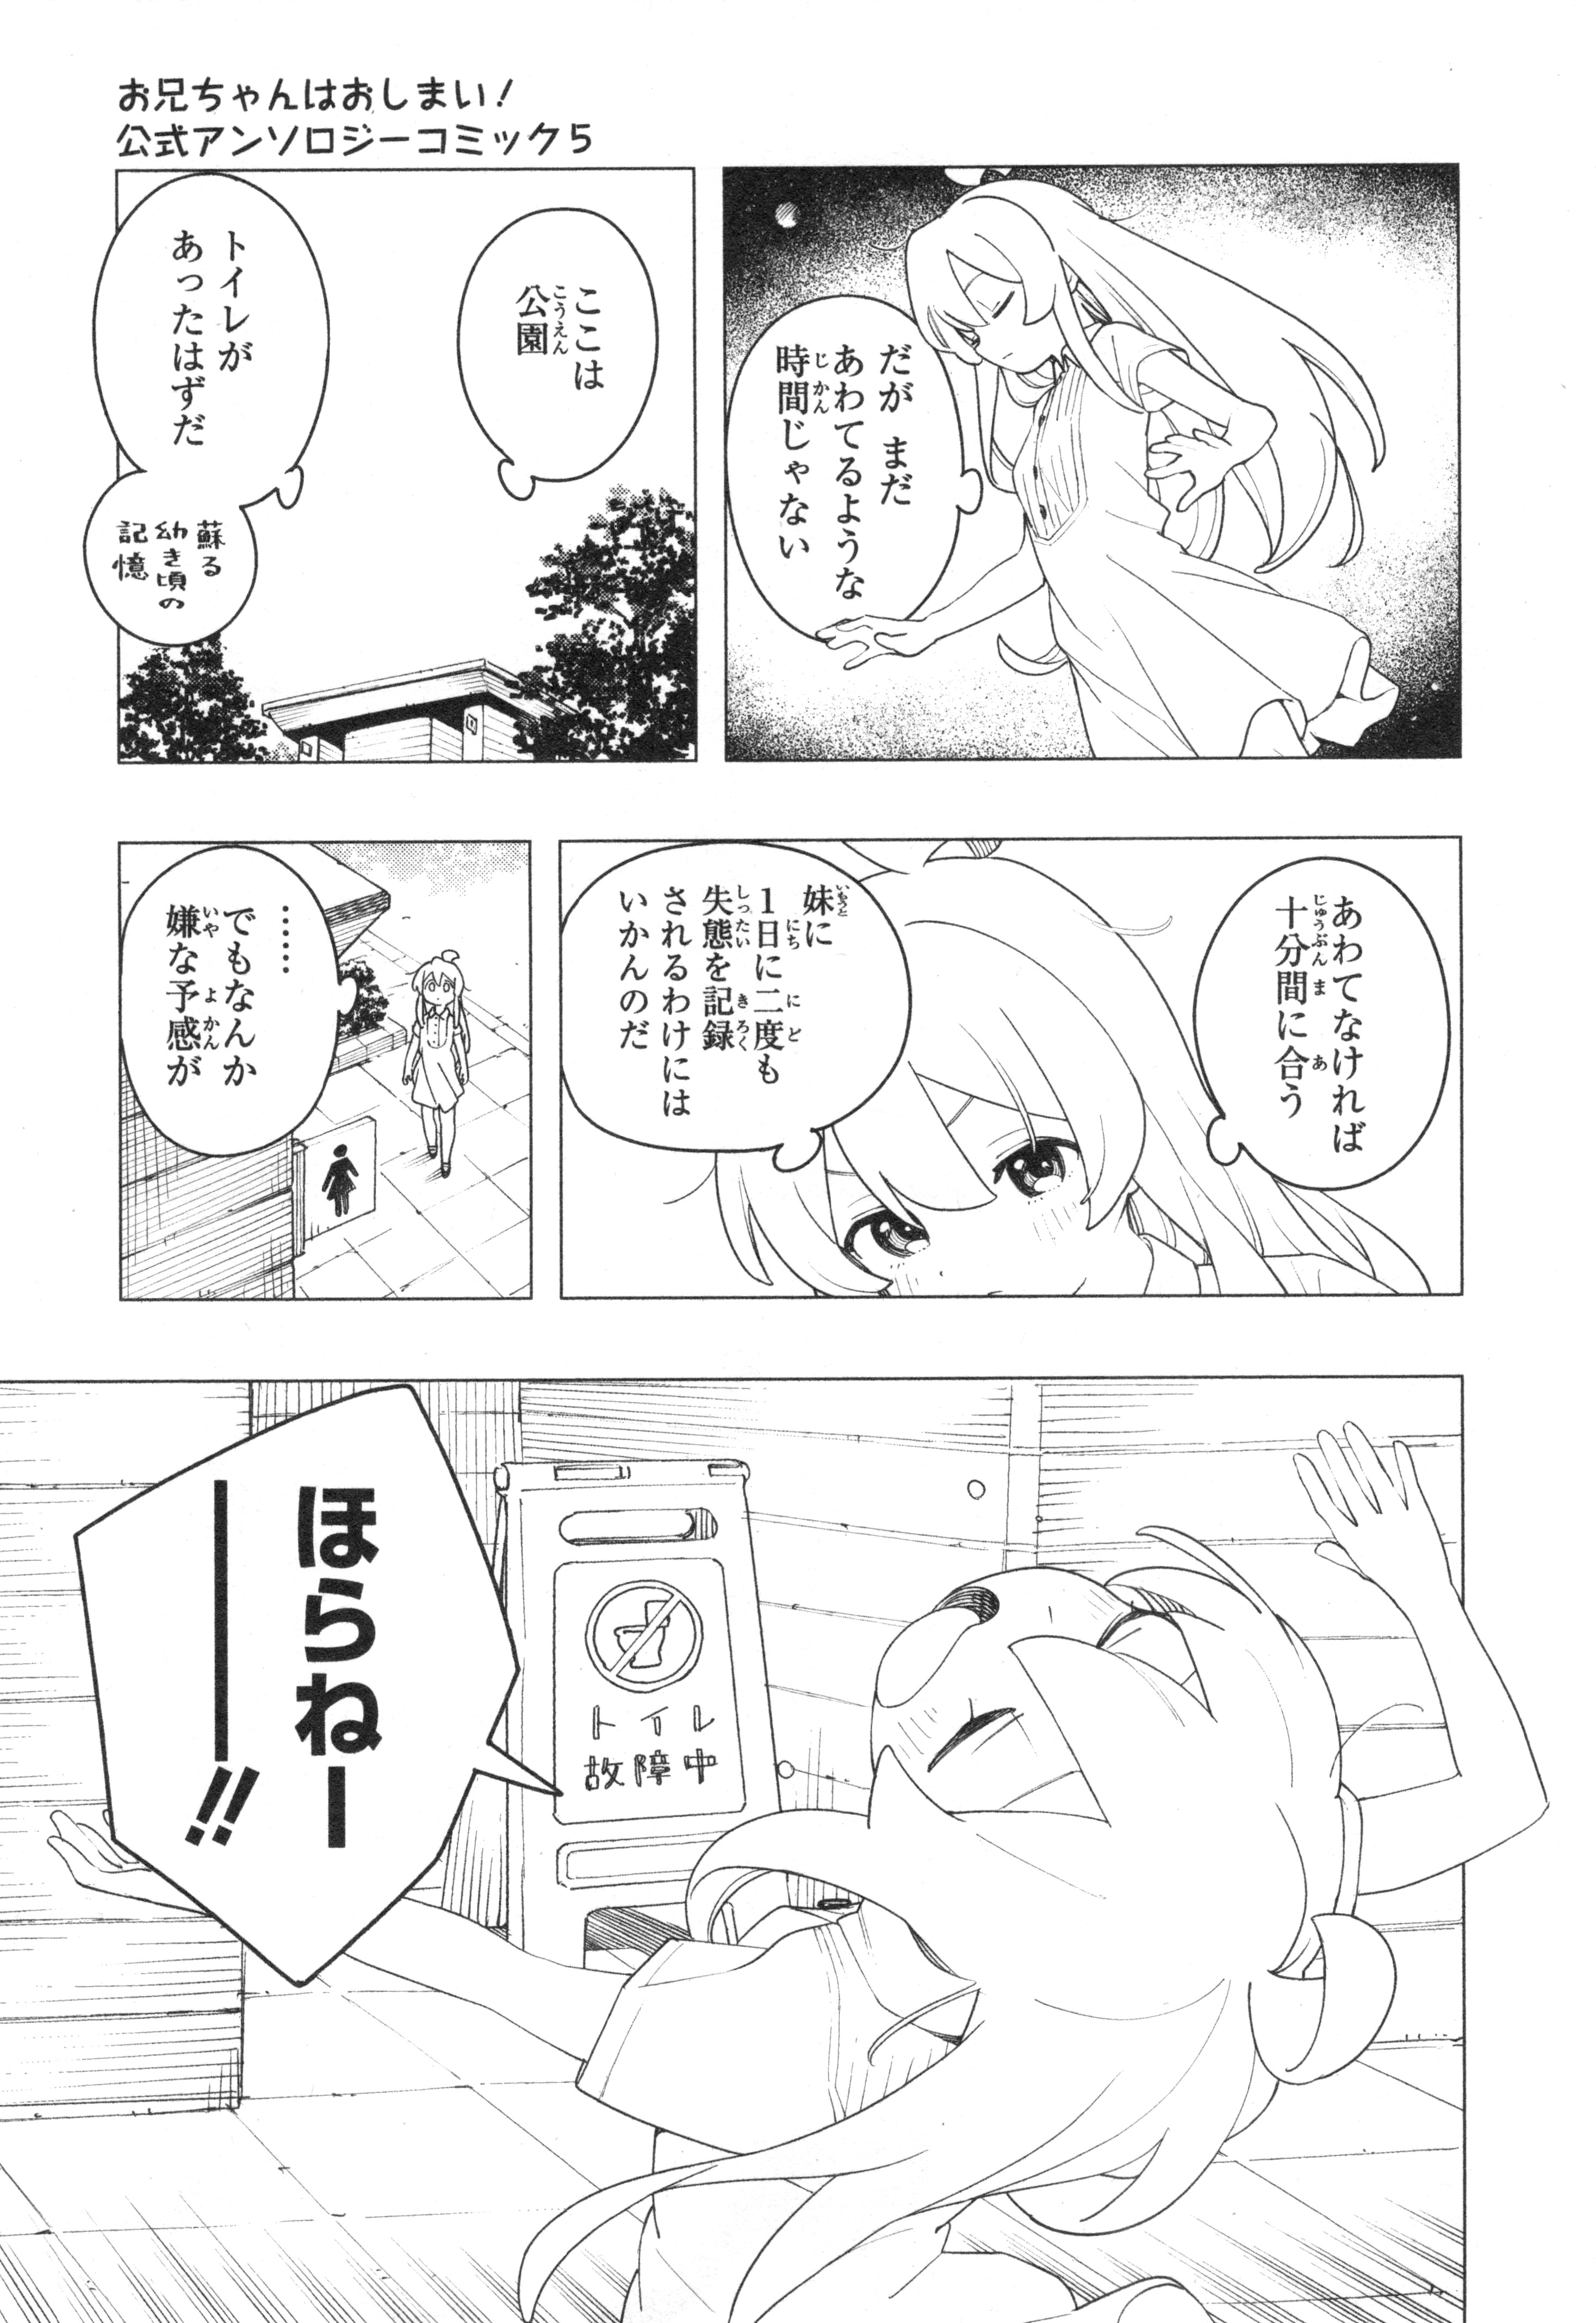 お兄ちゃんはおしまい!
公式アンソロジーコミック5
だが まだ
あわてるような
時間じゃない
ここは
公園
トイレが
あったはずだ
蘇る
幼き頃の
記憶
あわてなければ
十分間に合う
妹に
1日に二度も
失態を記録
されるわけには
いかんのだ
……
でもなんか
嫌な予感が
ほらねー
──!!
トイレ
故障中